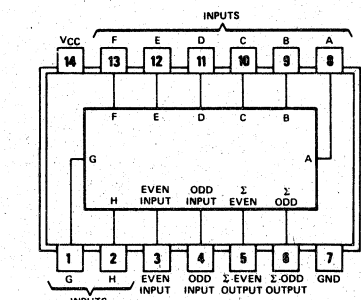 INPUTS
VCC F E D C B A
14 13 12 11 10 9 8
F E D C B
G A
EVEN ODD Σ Σ
H INPUT INPUT EVEN ODD
1 2 3 4 5 6 7
G H EVEN ODD Σ-EVEN Σ-ODD GND
INPUT INPUT OUTPUT OUTPUT
INPUTS